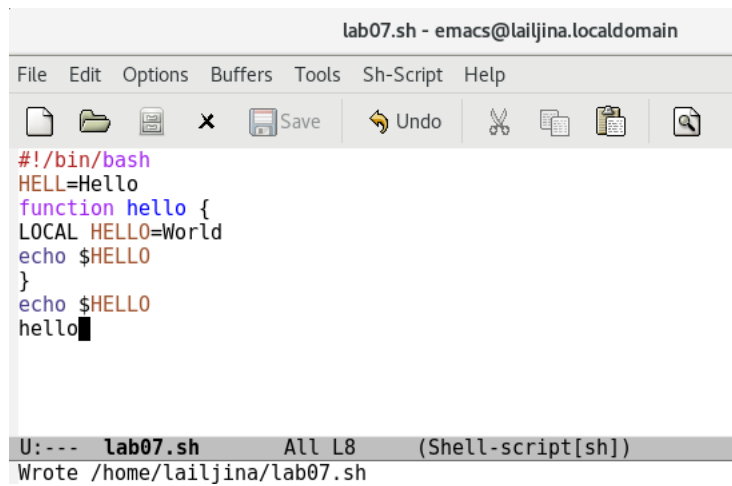 lab07.sh - emacs@lailjina.localdomain
File Edit Options Buffers Tools Sh-Script Help
Save Undo
#!/bin/bash
HELL=Hello
function hello {
LOCAL HELLO=World
echo $HELLO
}
echo $HELLO
hello
U:--- lab07.sh All L8 (Shell-script[sh])
Wrote /home/lailjina/lab07.sh